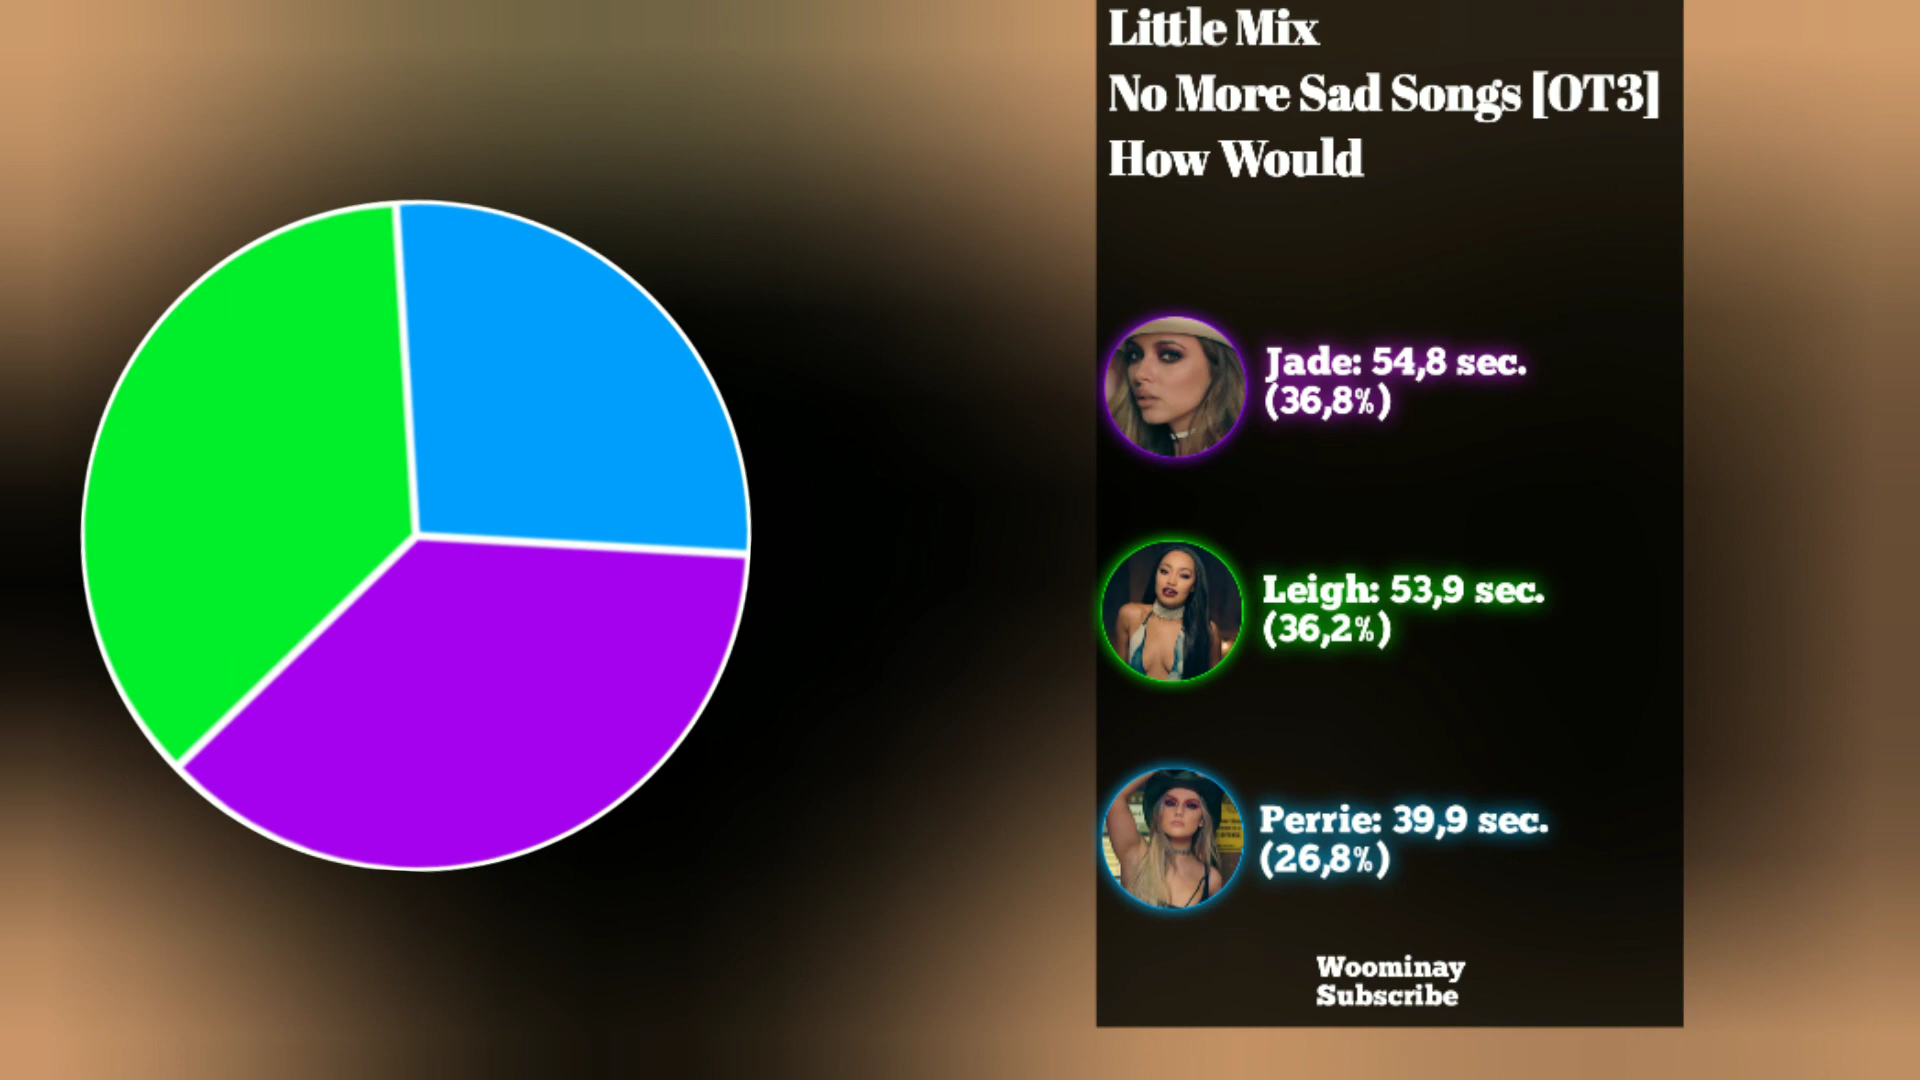 Little Mix
No More Sad Songs [OT3]
How Would
Jade: 54,8 sec.
(36,8%)
Leigh: 53,9 sec.
(36,2%)
Perrie: 39,9 sec.
(26,8%)
Woominay
Subscribe